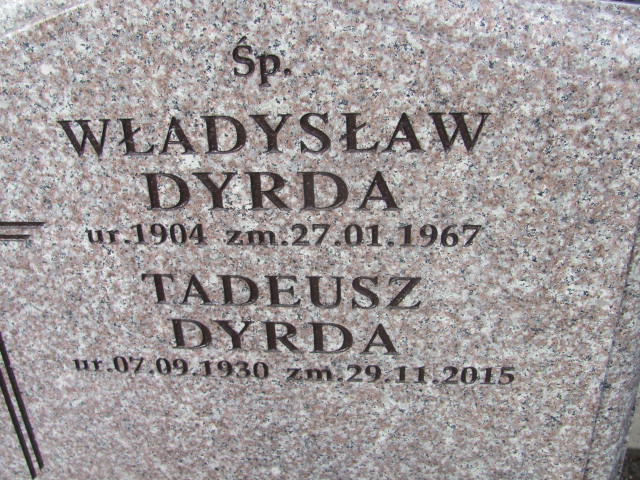 Śp.
WŁADYSŁAW
DYRDA
ur.1904 zm.27.01.1967
TADEUSZ
DYRDA
ur.07.09.1930 zm.29.11.2015